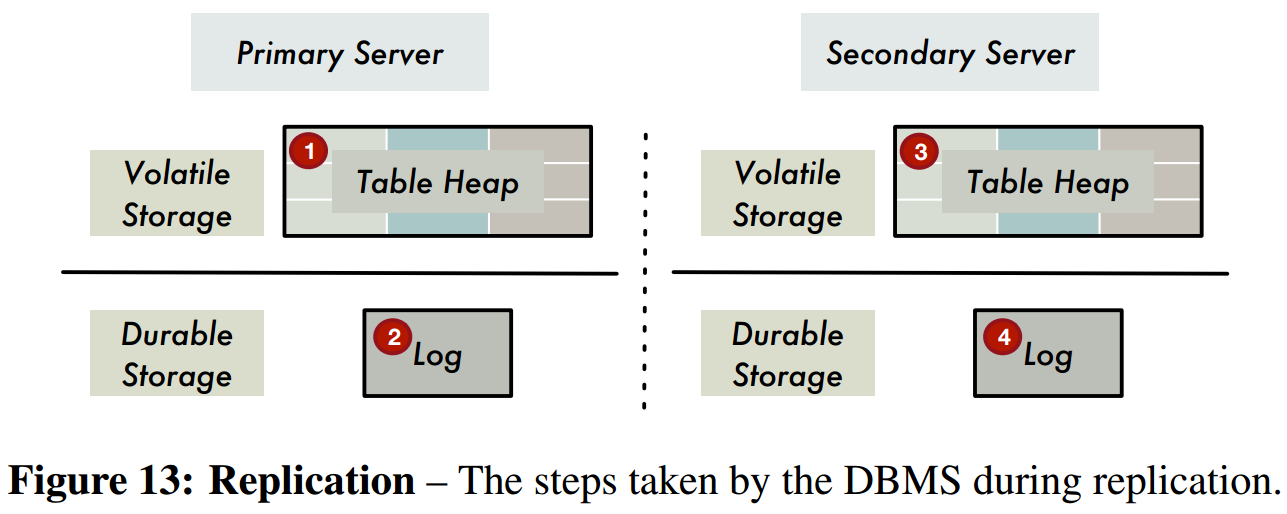 Primary Server
Secondary Server
1
Table Heap
Volatile
Storage
3
Table Heap
Volatile
Storage
2
Log
Durable
Storage
4
Log
Durable
Storage
Figure 13: Replication – The steps taken by the DBMS during replication.